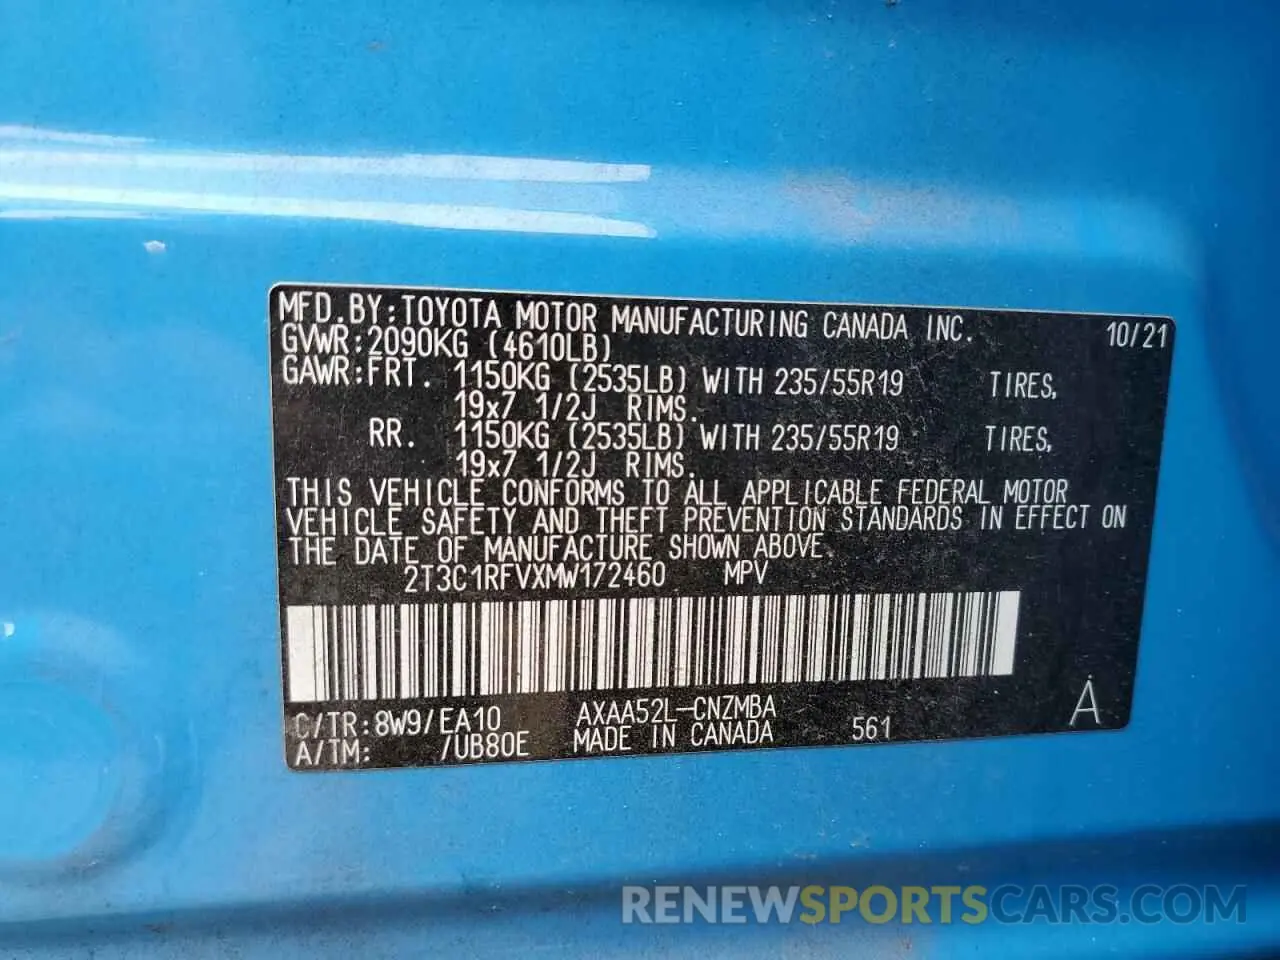 MFD.BY:TOYOTA MOTOR MANUFACTURING CANADA INC. 10/21
GVWR:2090KG (4610LB)
GAWR:FRT. 1150KG (2535LB) WITH 235/55R19 TIRES,
19x7 1/2J RIMS.
RR. 1150KG (2535LB) WITH 235/55R19 TIRES,
19x7 1/2J RIMS.
THIS VEHICLE CONFORMS TO ALL APPLICABLE FEDERAL MOTOR
VEHICLE SAFETY AND THEFT PREVENTION STANDARDS IN EFFECT ON
THE DATE OF MANUFACTURE SHOWN ABOVE.
2T3C1RFVXMW172460 MPV
C/TR:8W9/EA10 AXAA52L-CNZMBA
A/TM: /UB80E MADE IN CANADA 561 A
RENEWSPORTSCARS.COM